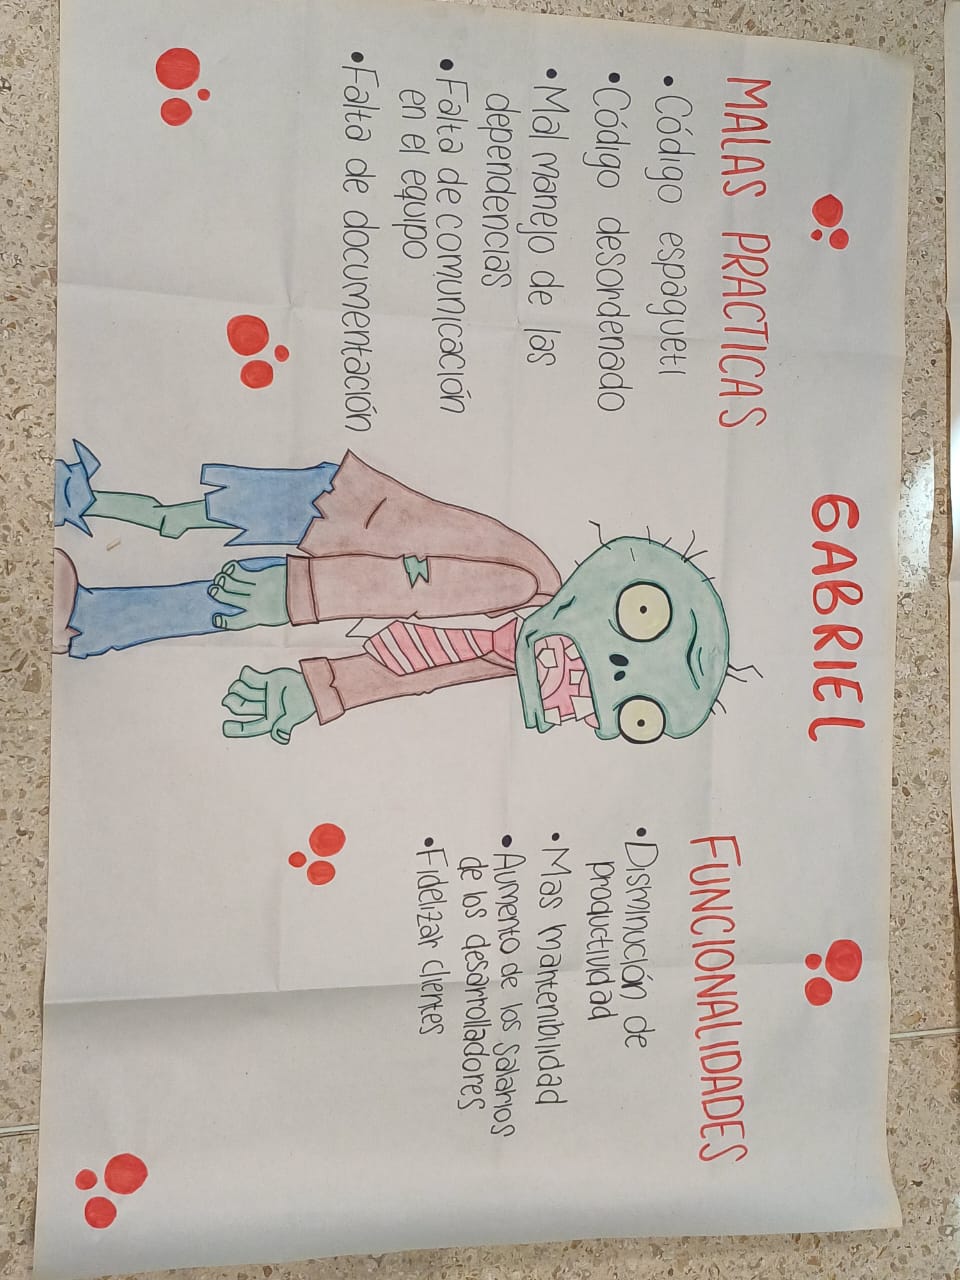 GABRIEL
MALAS PRACTICAS
• Código espagueti
• Código desordenado
• Mal manejo de las
dependencias
• Falta de comunicación
en el equipo
• Falta de documentación
FUNCIONALIDADES
• Disminución de
productividad
• Mas mantenibilidad
• Aumento de los salarios
de los desarrolladores
• Fidelizar clientes